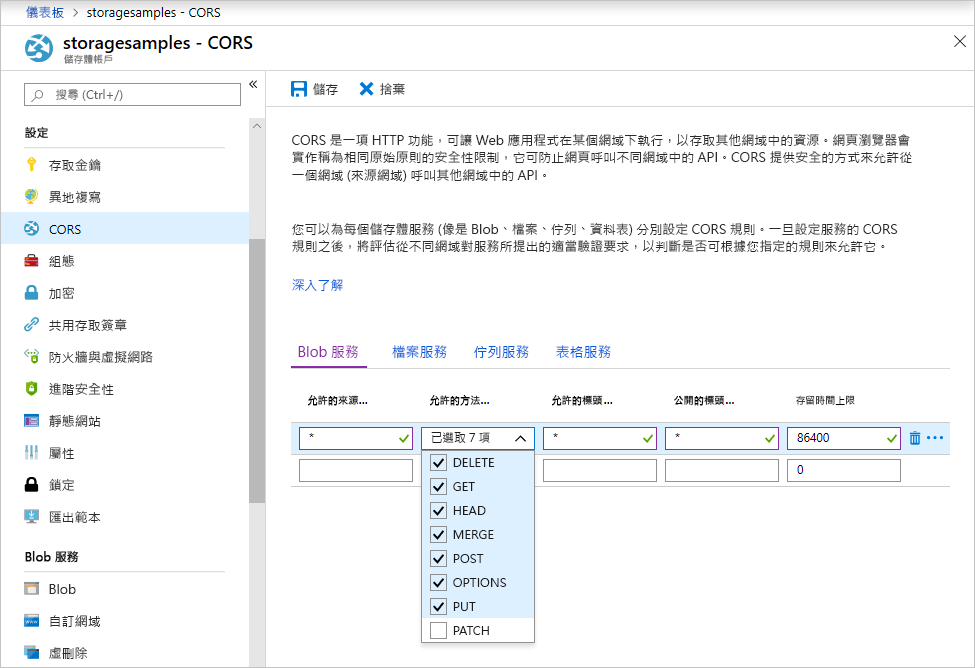 儀表板 > storagesamples - CORS
storagesamples - CORS
儲存體帳戶
搜尋 (Ctrl+/)
設定
存取金鑰
異地複寫
CORS
組態
加密
共用存取簽章
防火牆與虛擬網路
進階安全性
靜態網站
屬性
鎖定
匯出範本
Blob 服務
Blob
自訂網域
虛刪除
儲存 捨棄
CORS 是一項 HTTP 功能，可讓 Web 應用程式在某個網域下執行，以存取其他網域中的資源。網頁瀏覽器會
實作稱為相同原始原則的安全性限制，它可防止網頁呼叫不同網域中的 API。CORS 提供安全的方式來允許從
一個網域 (來源網域) 呼叫其他網域中的 API。
您可以為每個儲存體服務 (像是 Blob、檔案、佇列、資料表) 分別設定 CORS 規則。一旦設定服務的 CORS
規則之後，將評估從不同網域對服務所提出的適當驗證要求，以判斷是否可根據您指定的規則來允許它。
深入了解
Blob 服務 檔案服務 佇列服務 表格服務
允許的來源... 允許的方法... 允許的標頭... 公開的標頭... 存留時間上限
* 已選取 7 項 * * 86400
0
DELETE
GET
HEAD
MERGE
POST
OPTIONS
PUT
PATCH